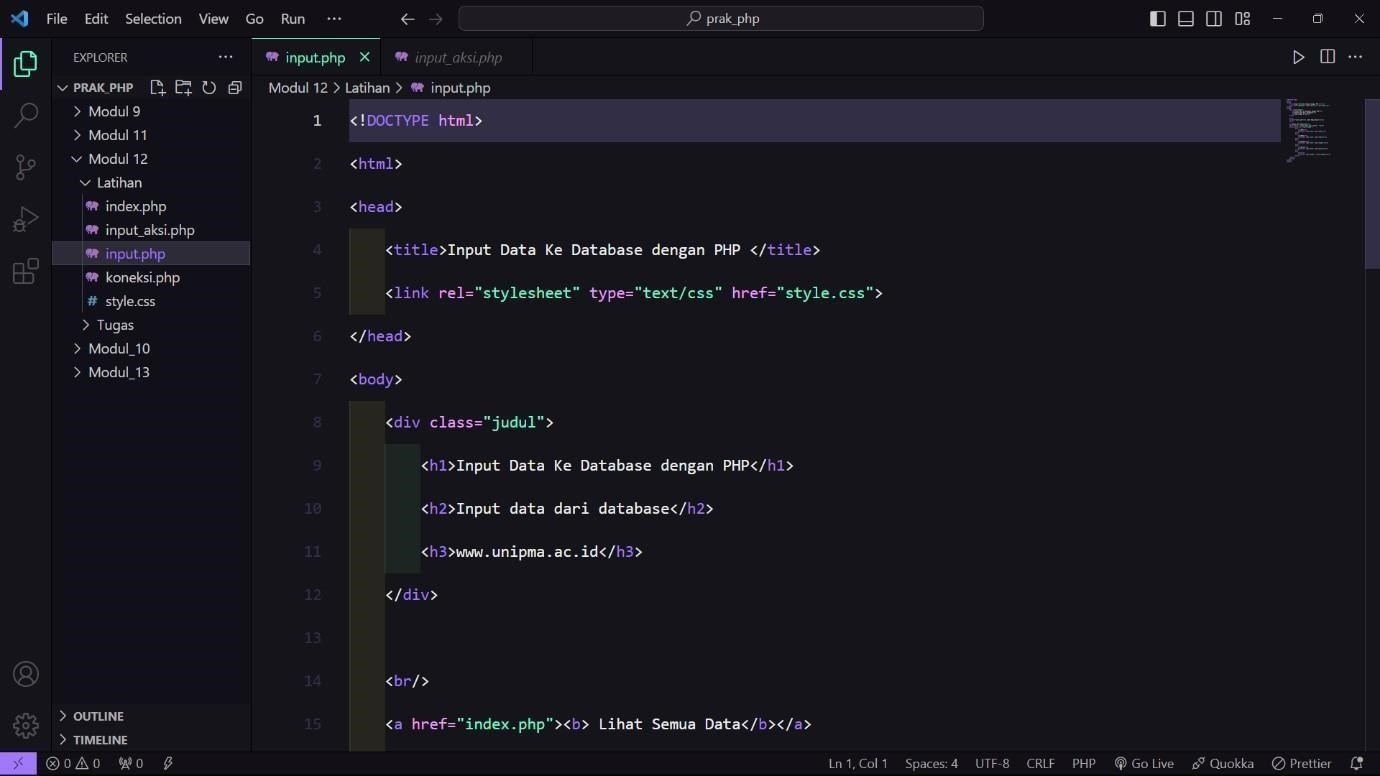 File Edit Selection View Go Run ···
prak_php
EXPLORER ···
PRAK_PHP
Modul 9
Modul 11
Modul 12
Latihan
index.php
input_aksi.php
input.php
koneksi.php
# style.css
Tugas
Modul_10
Modul_13
OUTLINE
TIMELINE
input.php
input_aksi.php
Modul 12 > Latihan > input.php
1 <!DOCTYPE html>
2 <html>
3 <head>
4 <title>Input Data Ke Database dengan PHP </title>
5 <link rel="stylesheet" type="text/css" href="style.css">
6 </head>
7 <body>
8 <div class="judul">
9 <h1>Input Data Ke Database dengan PHP</h1>
10 <h2>Input data dari database</h2>
11 <h3>www.unipma.ac.id</h3>
12 </div>
13
14 <br/>
15 <a href="index.php"><b> Lihat Semua Data</b></a>
0 0 0 Ln 1, Col 1 Spaces: 4 UTF-8 CRLF PHP Go Live Quokka Prettier